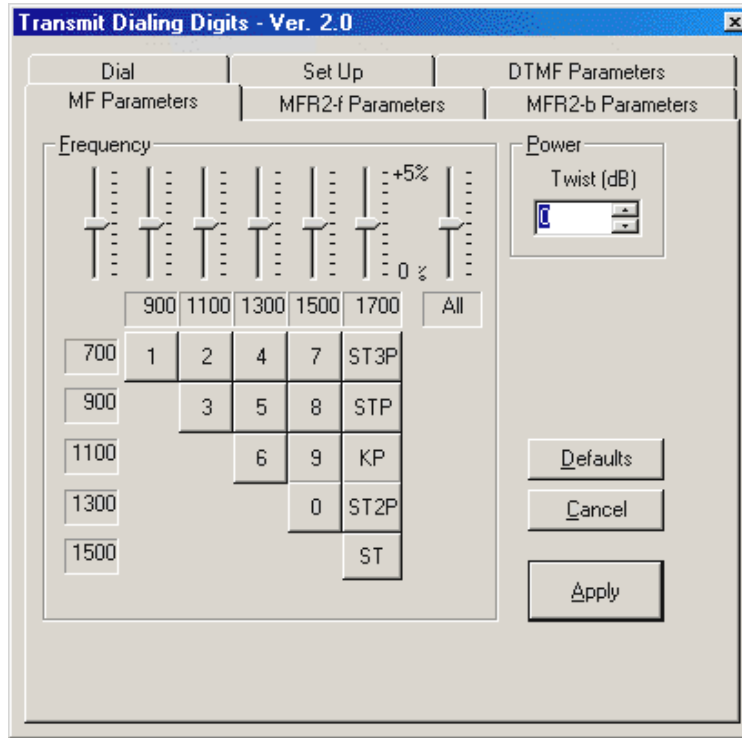 Transmit Dialing Digits - Ver. 2.0
Dial Set Up DTMF Parameters
MF Parameters MFR2-f Parameters MFR2-b Parameters
Frequency
+5%
0 %
Power
Twist (dB)
0
900 1100 1300 1500 1700 All
700 1 2 4 7 ST3P
900 3 5 8 STP
1100 6 9 KP
1300 0 ST2P
1500 ST
Defaults
Cancel
Apply